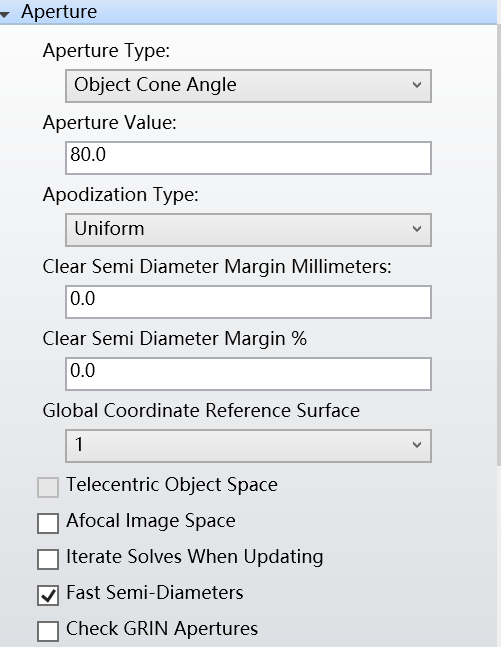 Aperture
Aperture Type:
Object Cone Angle
Aperture Value:
80.0
Apodization Type:
Uniform
Clear Semi Diameter Margin Millimeters:
0.0
Clear Semi Diameter Margin %
0.0
Global Coordinate Reference Surface
1
Telecentric Object Space
Afocal Image Space
Iterate Solves When Updating
Fast Semi-Diameters
Check GRIN Apertures